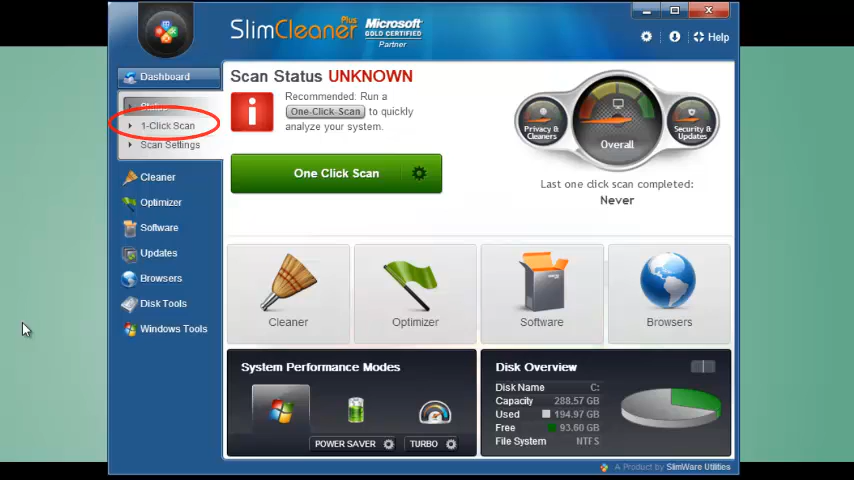 SlimCleaner Plus
Microsoft
GOLD CERTIFIED
Partner
Help
Dashboard
Status
1-Click Scan
Scan Settings
Cleaner
Optimizer
Software
Updates
Browsers
Disk Tools
Windows Tools
Scan Status UNKNOWN
Recommended: Run a
One-Click-Scan to quickly
analyze your system.
One Click Scan
Privacy &
Cleaners
Overall
Security &
Updates
Last one click scan completed:
Never
Cleaner
Optimizer
Software
Browsers
System Performance Modes
POWER SAVER
TURBO
Disk Overview
Disk Name C:
Capacity 288.57 GB
Used 194.97 GB
Free 93.60 GB
File System NTFS
A Product by SlimWare Utilities